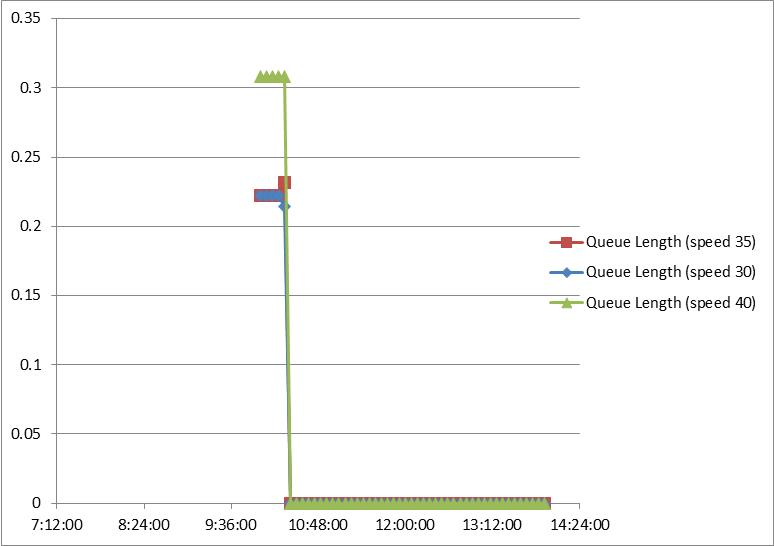 0.35
0.3
0.25
0.2
0.15
0.1
0.05
0
7:12:00 8:24:00 9:36:00 10:48:00 12:00:00 13:12:00 14:24:00
Queue Length (speed 35)
Queue Length (speed 30)
Queue Length (speed 40)